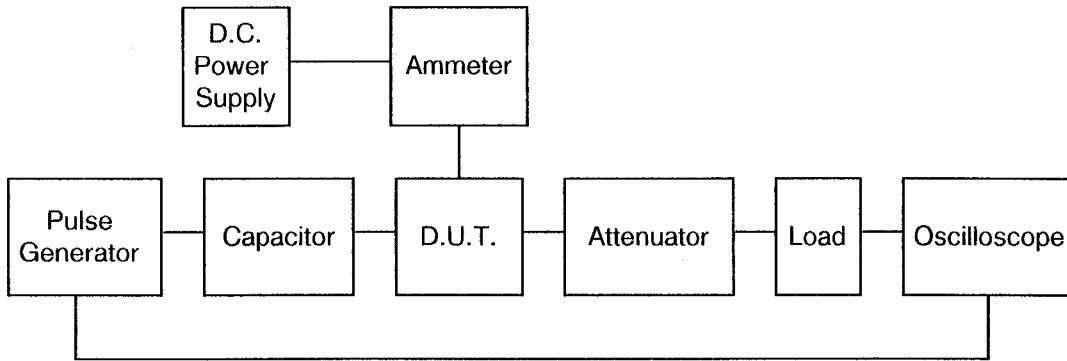 D.C.
Power
Supply
Ammeter
Pulse
Generator
Capacitor
D.U.T.
Attenuator
Load
Oscilloscope